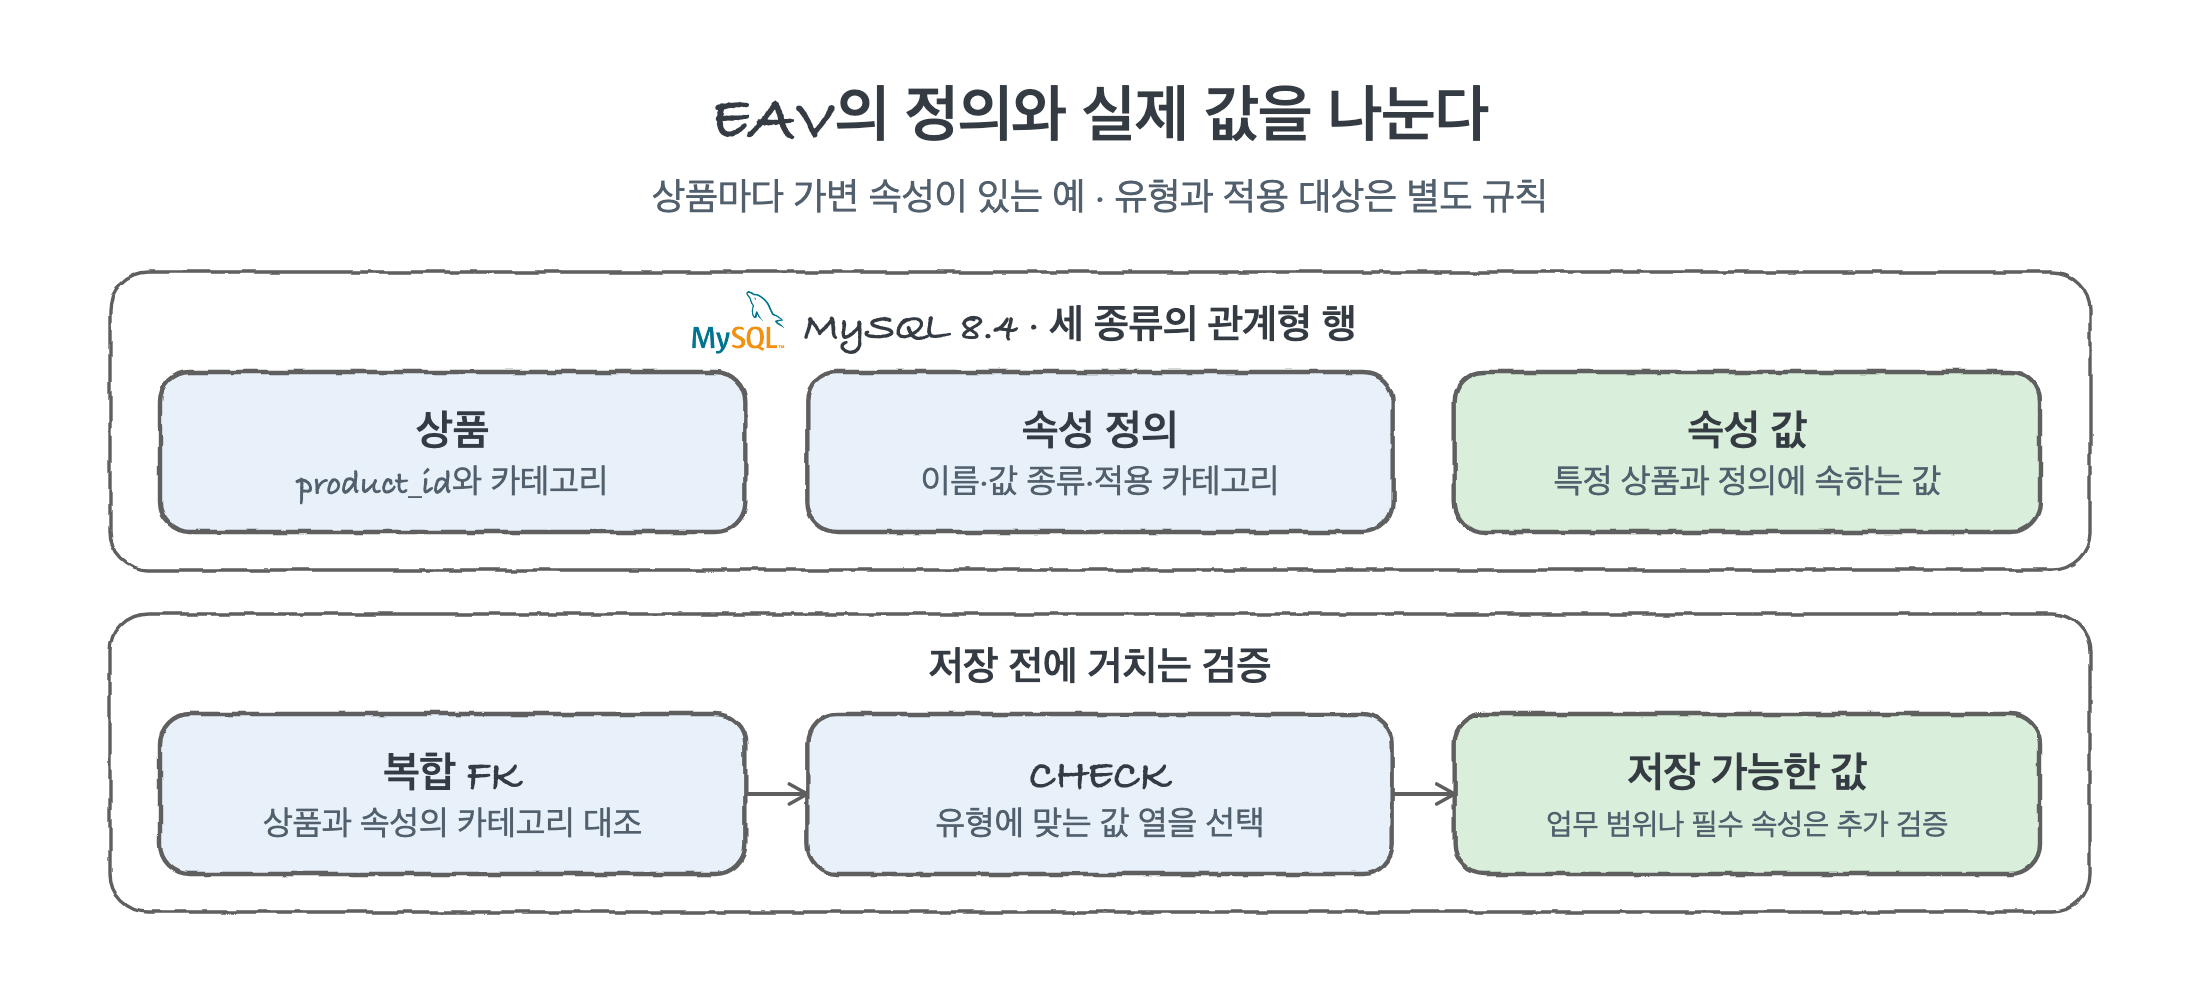 EAV의 정의와 실제 값을 나눈다
상품마다 가변 속성이 있는 예 · 유형과 적용 대상은 별도 규칙
MySQL™ MySQL 8.4 · 세 종류의 관계형 행
상품
product_id와 카테고리
속성 정의
이름·값 종류·적용 카테고리
속성 값
특정 상품과 정의에 속하는 값
저장 전에 거치는 검증
복합 FK
상품과 속성의 카테고리 대조
CHECK
유형에 맞는 값 열을 선택
저장 가능한 값
업무 범위나 필수 속성은 추가 검증